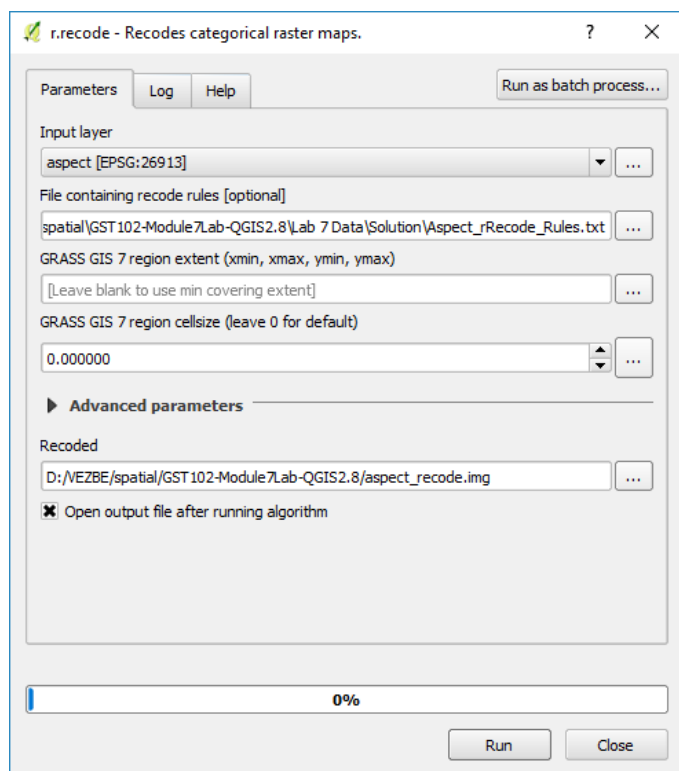 r.recode - Recodes categorical raster maps.
?
Parameters
Log
Help
Run as batch process...
Input layer
aspect [EPSG:26913]
...
File containing recode rules [optional]
spatial\GST102-Module7Lab-QGIS2.8\Lab 7 Data\Solution\Aspect_rRecode_Rules.txt
...
GRASS GIS 7 region extent (xmin, xmax, ymin, ymax)
[Leave blank to use min covering extent]
...
GRASS GIS 7 region cellsize (leave 0 for default)
0.000000
...
Advanced parameters
Recoded
D:/VEZBE/spatial/GST102-Module7Lab-QGIS2.8/aspect_recode.img
...
Open output file after running algorithm
0%
Run
Close